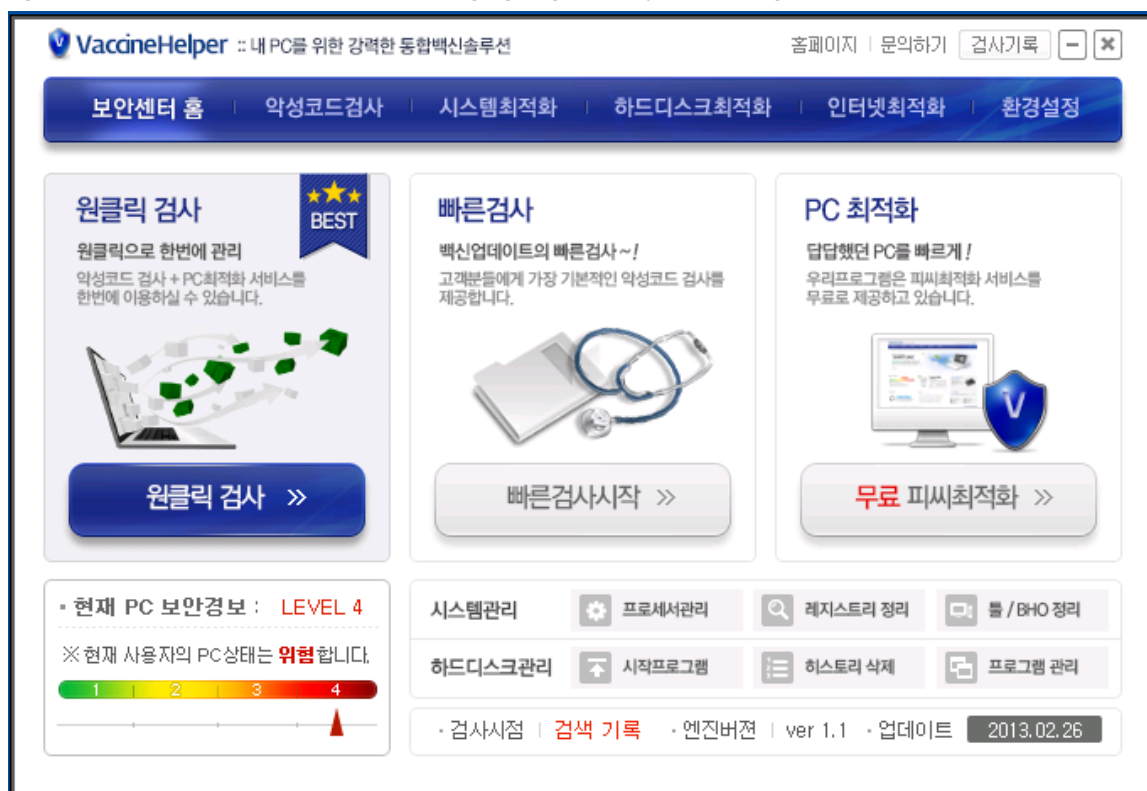 VaccineHelper :: 내 PC를 위한 강력한 통합백신솔루션
홈페이지 | 문의하기 검사기록
보안센터 홈 | 악성코드검사 | 시스템최적화 | 하드디스크최적화 | 인터넷최적화 | 환경설정
원클릭 검사
BEST
원클릭으로 한번에 관리
악성코드 검사 + PC최적화 서비스를
한번에 이용하실 수 있습니다.
원클릭 검사 »
빠른검사
백신업데이트의 빠른검사 ~!
고객분들에게 가장 기본적인 악성코드 검사를
제공합니다.
빠른검사시작 »
PC 최적화
답답했던 PC를 빠르게 !
우리프로그램은 피씨최적화 서비스를
무료로 제공하고 있습니다.
V
무료 피씨최적화 »
· 현재 PC 보안경보 : LEVEL 4
※ 현재 사용자의 PC상태는 위험합니다.
1 2 3 4
시스템관리 프로세서관리 레지스트리 정리 툴 / BHO 정리
하드디스크관리 시작프로그램 히스토리 삭제 프로그램 관리
· 검사시점 | 검색 기록 · 엔진버젼 | ver 1.1 · 업데이트 2013.02.26